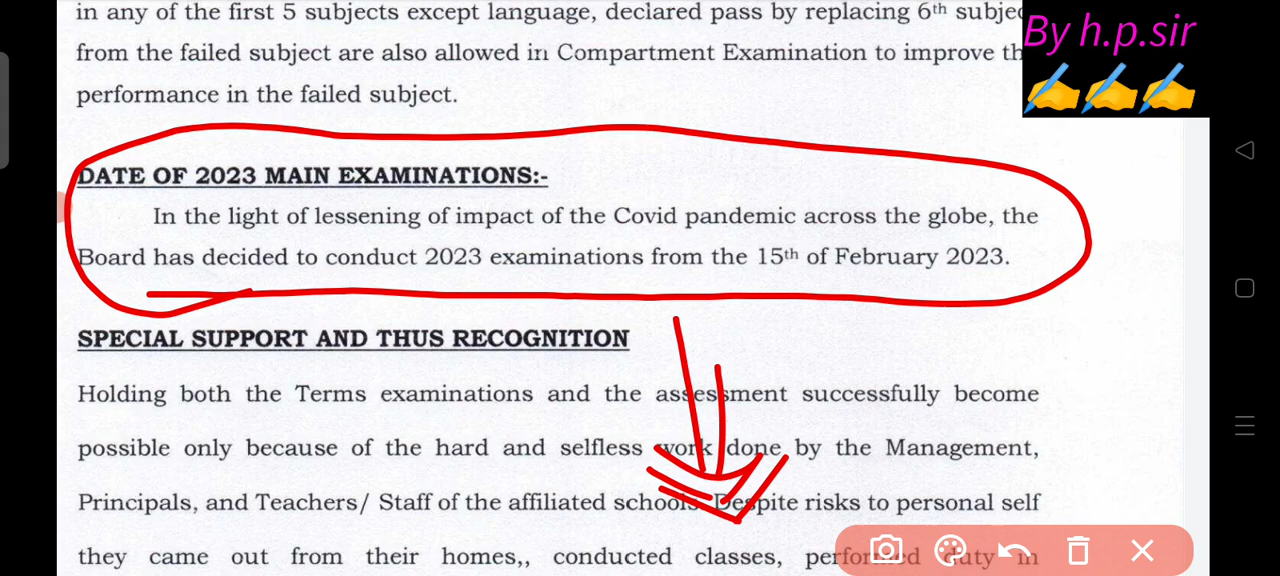 in any of the first 5 subjects except language, declared pass by replacing 6th subjec
from the failed subject are also allowed in Compartment Examination to improve th
performance in the failed subject.
By h.p.sir
DATE OF 2023 MAIN EXAMINATIONS:-
In the light of lessening of impact of the Covid pandemic across the globe, the
Board has decided to conduct 2023 examinations from the 15th of February 2023.
SPECIAL SUPPORT AND THUS RECOGNITION
Holding both the Terms examinations and the assessment successfully become
possible only because of the hard and selfless work done by the Management,
Principals, and Teachers/ Staff of the affiliated schools. Despite risks to personal self
they came out from their homes,, conducted classes, performed duty in